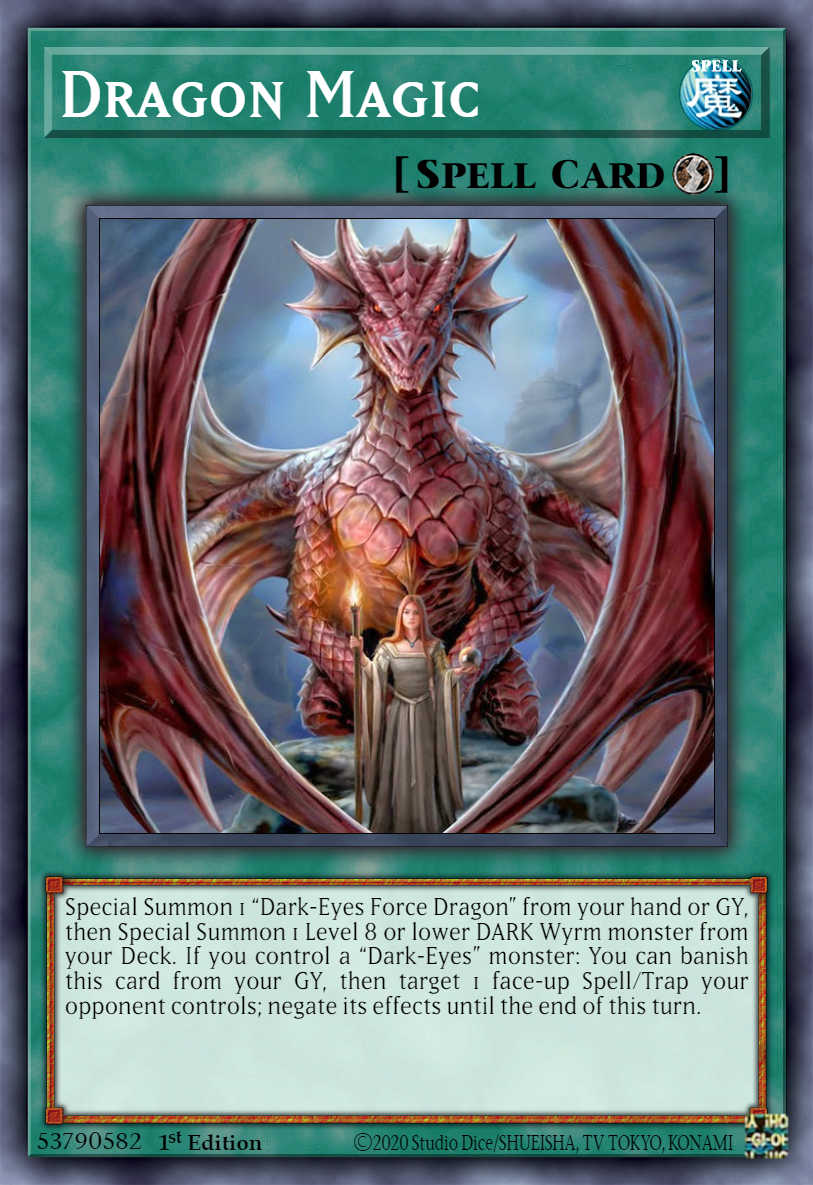 DRAGON MAGIC
SPELL
魔
[SPELL CARD]
Special Summon 1 “Dark-Eyes Force Dragon” from your hand or GY,
then Special Summon 1 Level 8 or lower DARK Wyrm monster from
your Deck. If you control a “Dark-Eyes” monster: You can banish
this card from your GY, then target 1 face-up Spell/Trap your
opponent controls; negate its effects until the end of this turn.
53790582 1st Edition ©2020 Studio Dice/SHUEISHA, TV TOKYO, KONAMI